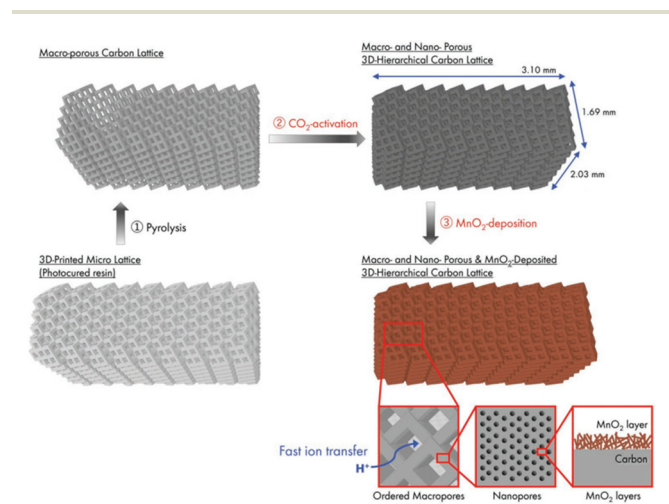 Macro-porous Carbon Lattice
Macro- and Nano- Porous
3D-Hierarchical Carbon Lattice
3.10 mm
② CO₂-activation
1.69 mm
2.03 mm
① Pyrolysis
③ MnO₂-deposition
3D-Printed Micro Lattice
(Photocured resin)
Macro- and Nano- Porous & MnO₂-Deposited
3D-Hierarchical Carbon Lattice
Fast ion transfer
H⁺
MnO₂ layer
Carbon
Ordered Macropores
Nanopores
MnO₂ layers